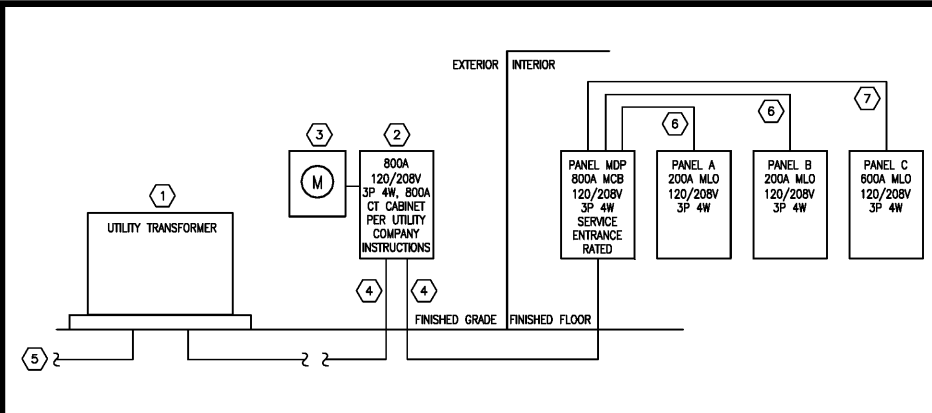 EXTERIOR
INTERIOR
7
6
6
3
2
1
UTILITY TRANSFORMER
M
800A
120/208V
3P 4W, 800A
CT CABINET
PER UTILITY
COMPANY
INSTRUCTIONS
PANEL MDP
800A MCB
120/208V
3P 4W
SERVICE
ENTRANCE
RATED
PANEL A
200A MLO
120/208V
3P 4W
PANEL B
200A MLO
120/208V
3P 4W
PANEL C
600A MLO
120/208V
3P 4W
4
4
FINISHED GRADE
FINISHED FLOOR
5